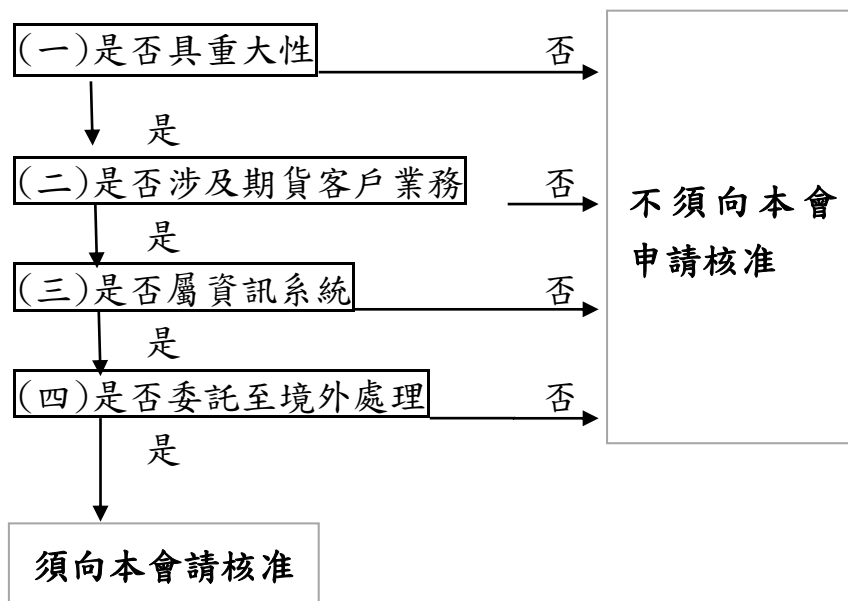 (一)是否具重大性
否
是
(二)是否涉及期貨客戶業務
否
是
(三)是否屬資訊系統
否
是
(四)是否委託至境外處理
否
是
不須向本會
申請核准
須向本會請核准